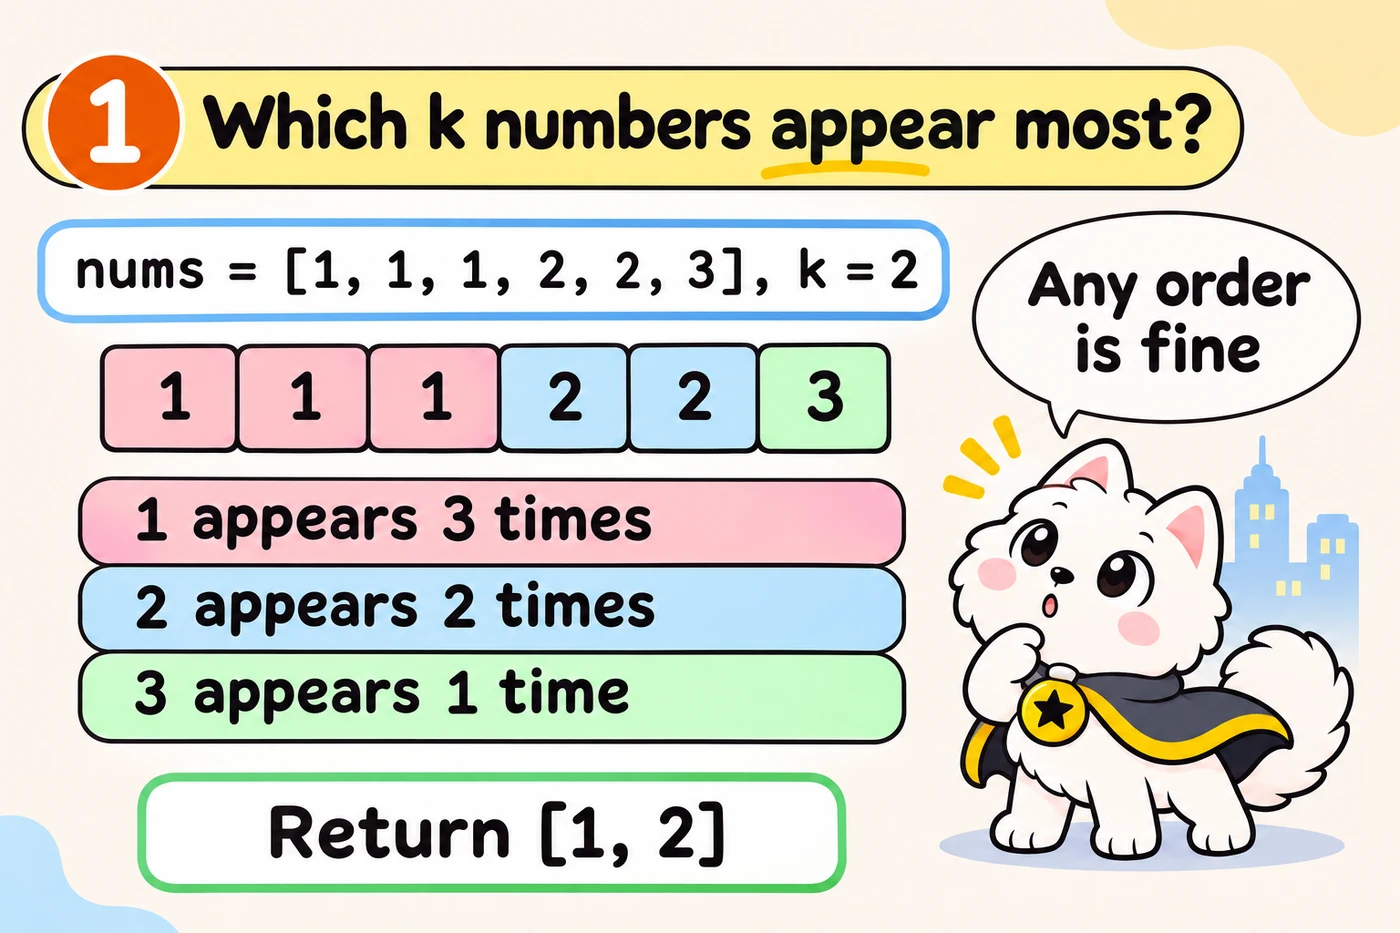 1 Which k numbers appear most?
nums = [1, 1, 1, 2, 2, 3], k = 2
Any order
is fine
1 1 1 2 2 3
1 appears 3 times
2 appears 2 times
3 appears 1 time
Return [1, 2]